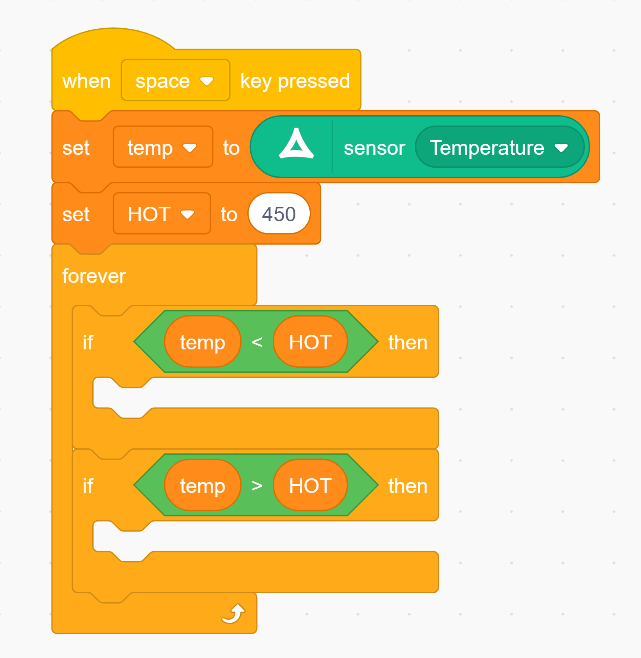 when space key pressed
set temp to sensor Temperature
set HOT to 450
forever
if temp < HOT then
if temp > HOT then